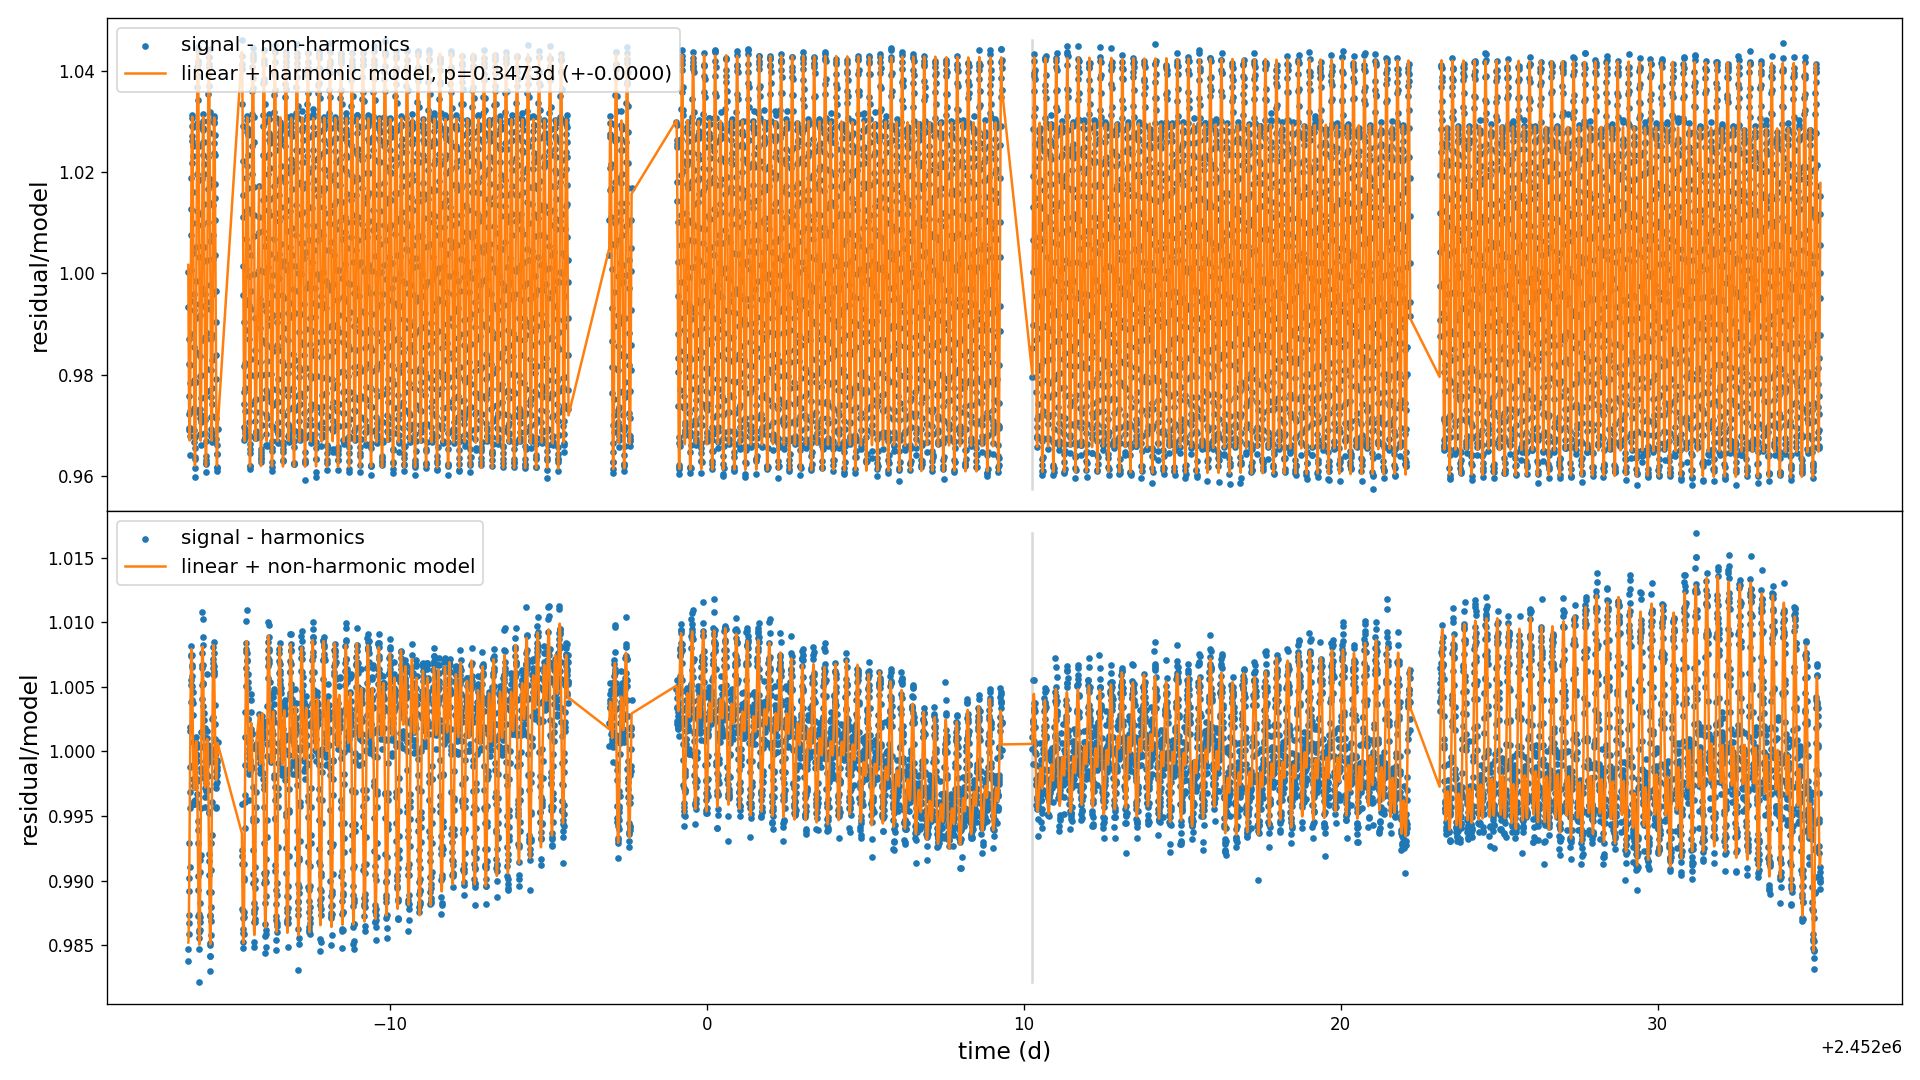 signal - non-harmonics
linear + harmonic model, p=0.3473d (+-0.0000)
1.04
1.02
1.00
0.98
0.96
residual/model
signal - harmonics
linear + non-harmonic model
1.015
1.010
1.005
1.000
0.995
0.990
0.985
residual/model
−10 0 10 20 30
time (d)
+2.452e6